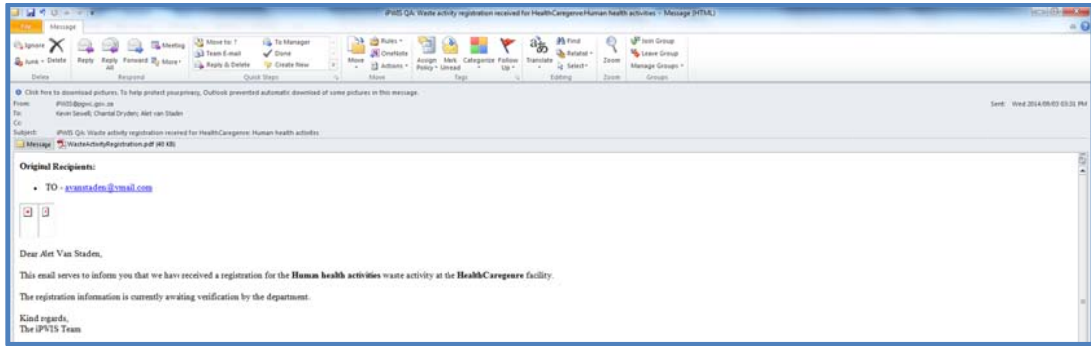 iPWIS QA: Waste activity registration received for HealthCaregenre:Human health activities - Message (HTML)
File Message
Ignore
Junk Delete
Reply Reply All Forward Meeting More
Move to: ? To Manager
Team E-mail Done
Reply & Delete Create New
Move Rules OneNote Actions
Assign Policy Mark Unread Categorize Follow Up
Translate Find Related Select
Zoom
Join Group
Leave Group
Manage Groups
Delete Respond Quick Steps Move Tags Editing Zoom Groups
Click here to download pictures. To help protect your privacy, Outlook prevented automatic download of some pictures in this message.
From: iPWIS@pgwc.gov.za Sent: Wed 2014/09/03 03:31 PM
To: Kevin Sewell; Chantal Dryden; Alet van Staden
Cc
Subject: iPWIS QA: Waste activity registration received for HealthCaregenre: Human health activities
Message WasteActivityRegistration.pdf (40 KB)
Original Recipients:
• TO - avanstaden@vmail.com
Dear Alet Van Staden,
This email serves to inform you that we have received a registration for the Human health activities waste activity at the HealthCaregenre facility.
The registration information is currently awaiting verification by the department.
Kind regards,
The iPWIS Team